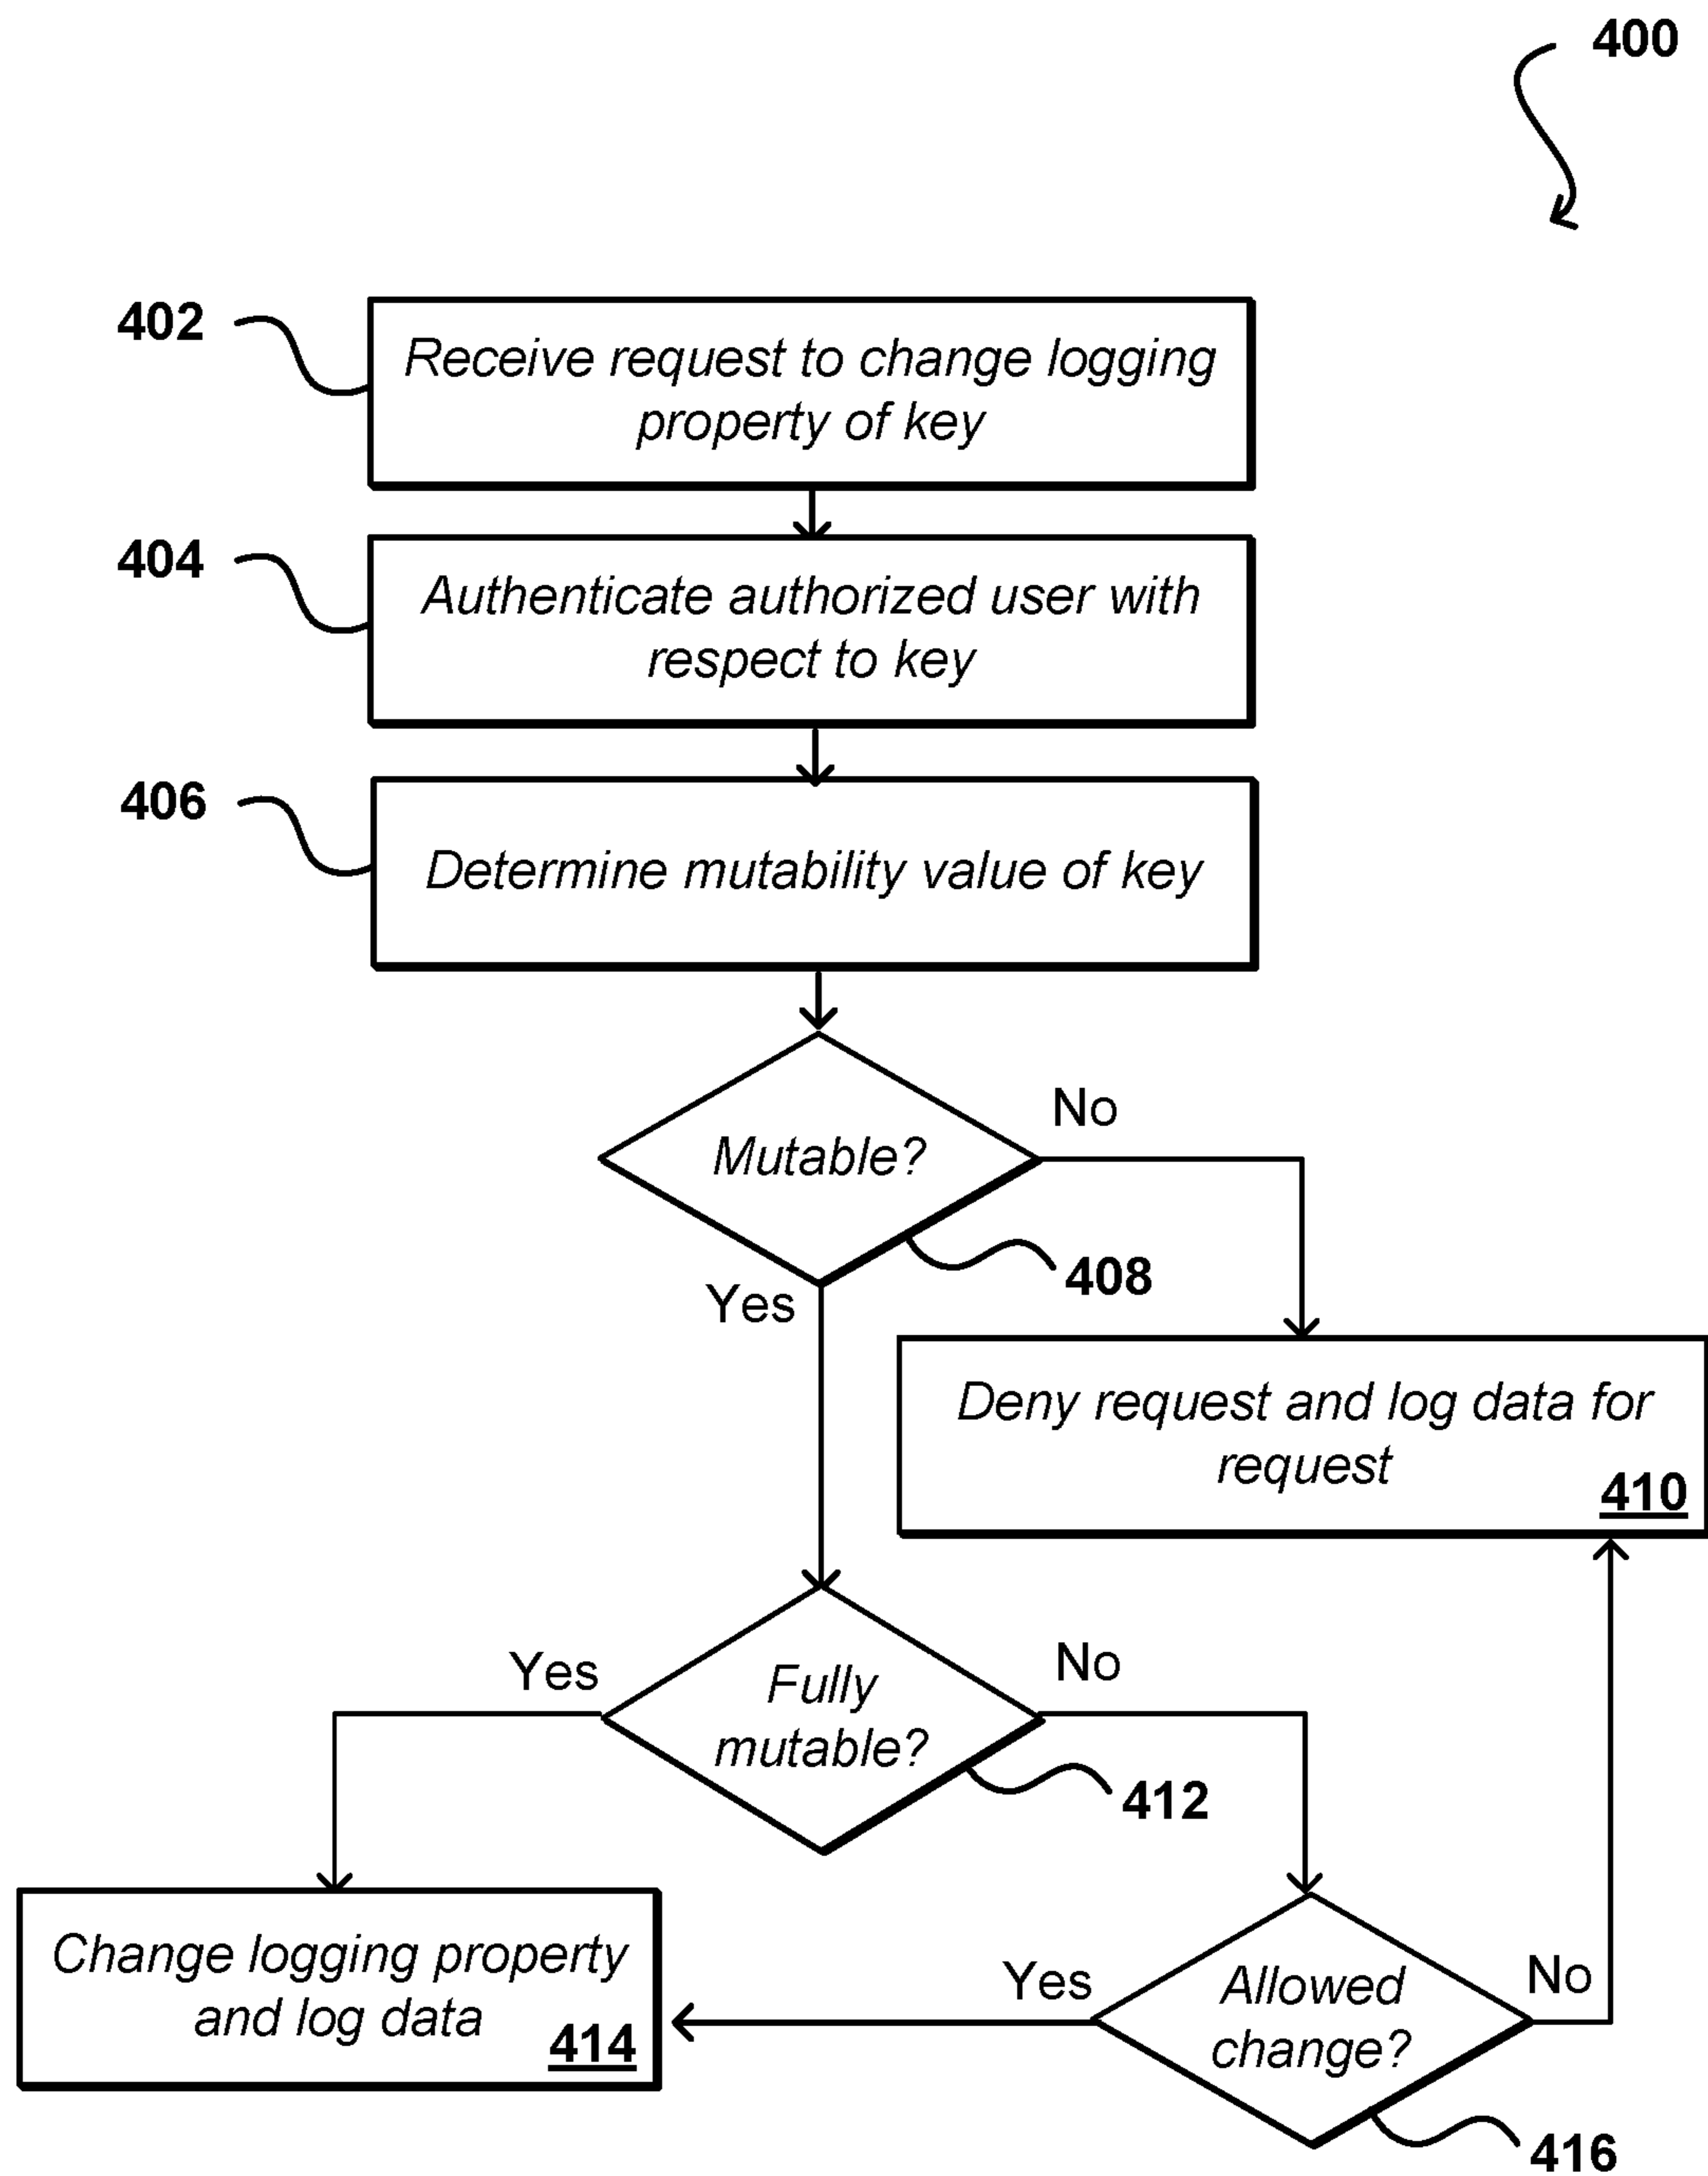 400
402
Receive request to change logging
property of key
404
Authenticate authorized user with
respect to key
406
Determine mutability value of key
Mutable?
No
408
Yes
Deny request and log data for
request
410
Fully
mutable?
Yes
No
412
Change logging property
and log data
414
Allowed
change?
Yes
No
416